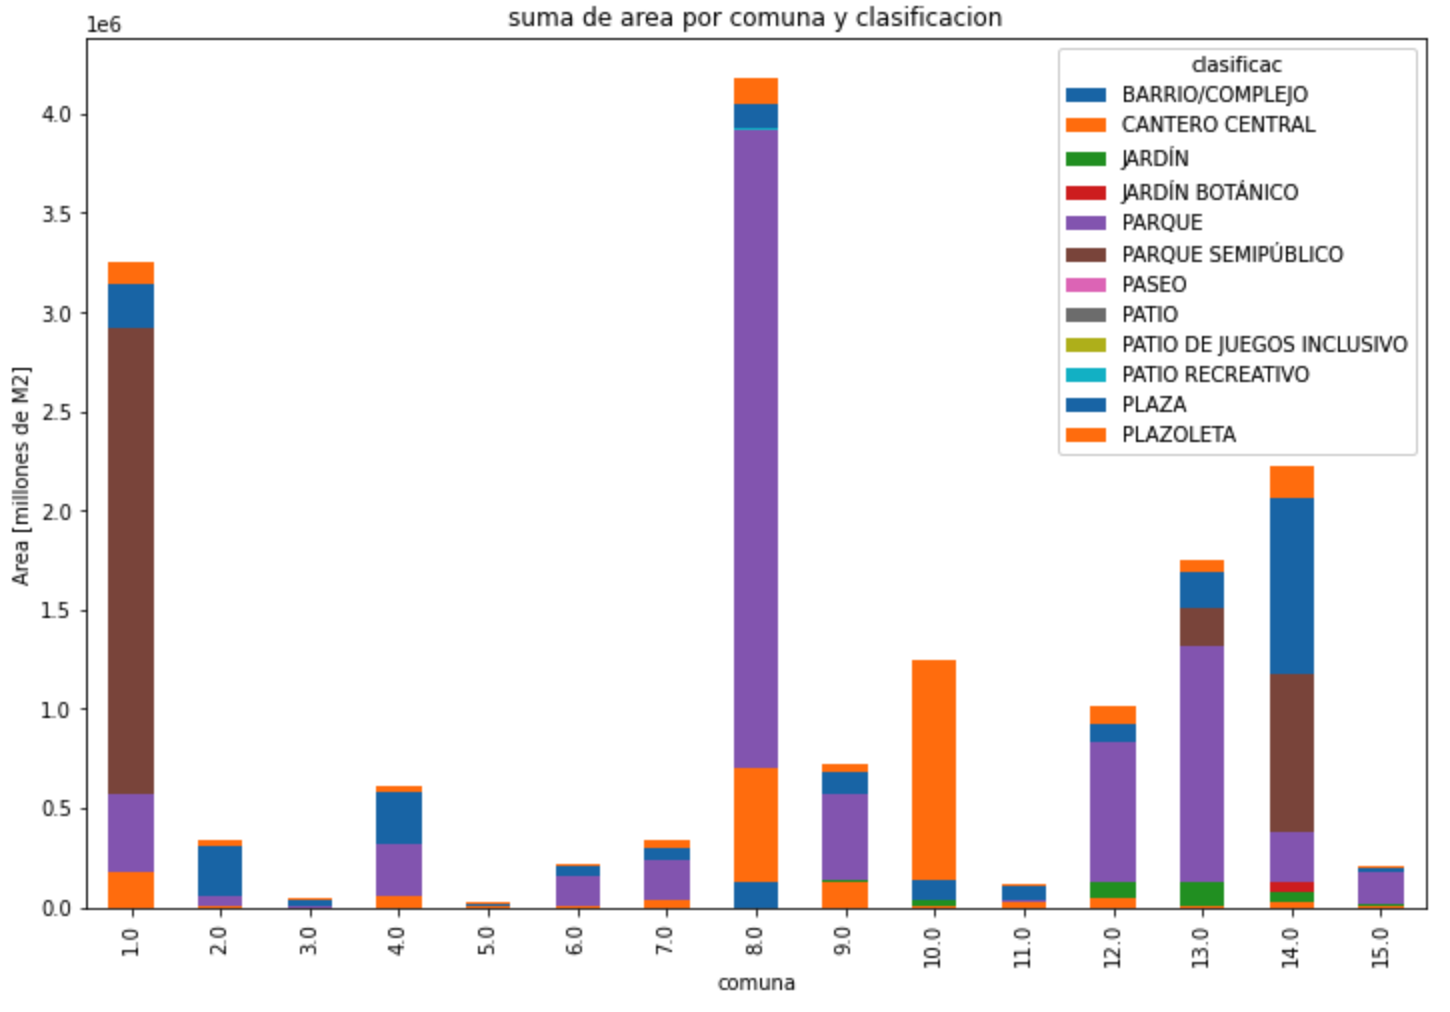 suma de area por comuna y clasificacion
1e6
clasificac
BARRIO/COMPLEJO
CANTERO CENTRAL
JARDÍN
JARDÍN BOTÁNICO
PARQUE
PARQUE SEMIPÚBLICO
PASEO
PATIO
PATIO DE JUEGOS INCLUSIVO
PATIO RECREATIVO
PLAZA
PLAZOLETA
Area [millones de M2]
4.0
3.5
3.0
2.5
2.0
1.5
1.0
0.5
0.0
1.0 2.0 3.0 4.0 5.0 6.0 7.0 8.0 9.0 10.0 11.0 12.0 13.0 14.0 15.0
comuna